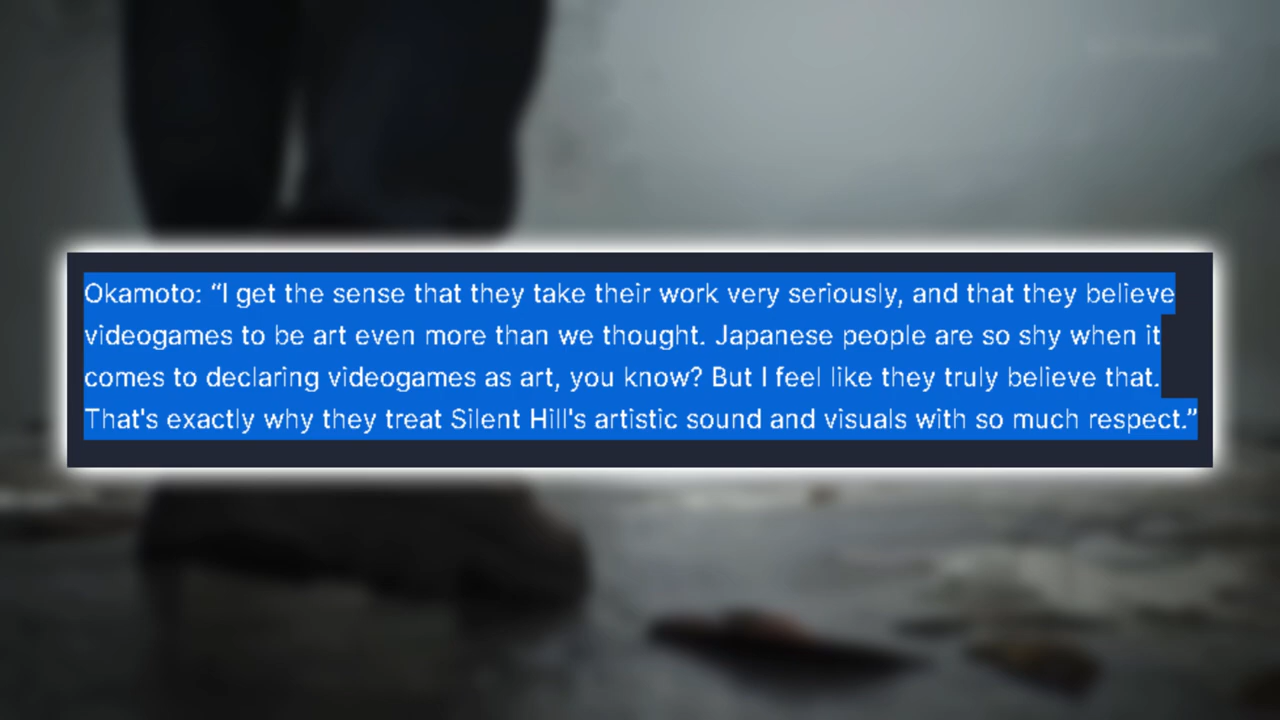 Okamoto: “I get the sense that they take their work very seriously, and that they believe
videogames to be art even more than we thought. Japanese people are so shy when it
comes to declaring videogames as art, you know? But I feel like they truly believe that.
That's exactly why they treat Silent Hill's artistic sound and visuals with so much respect.”